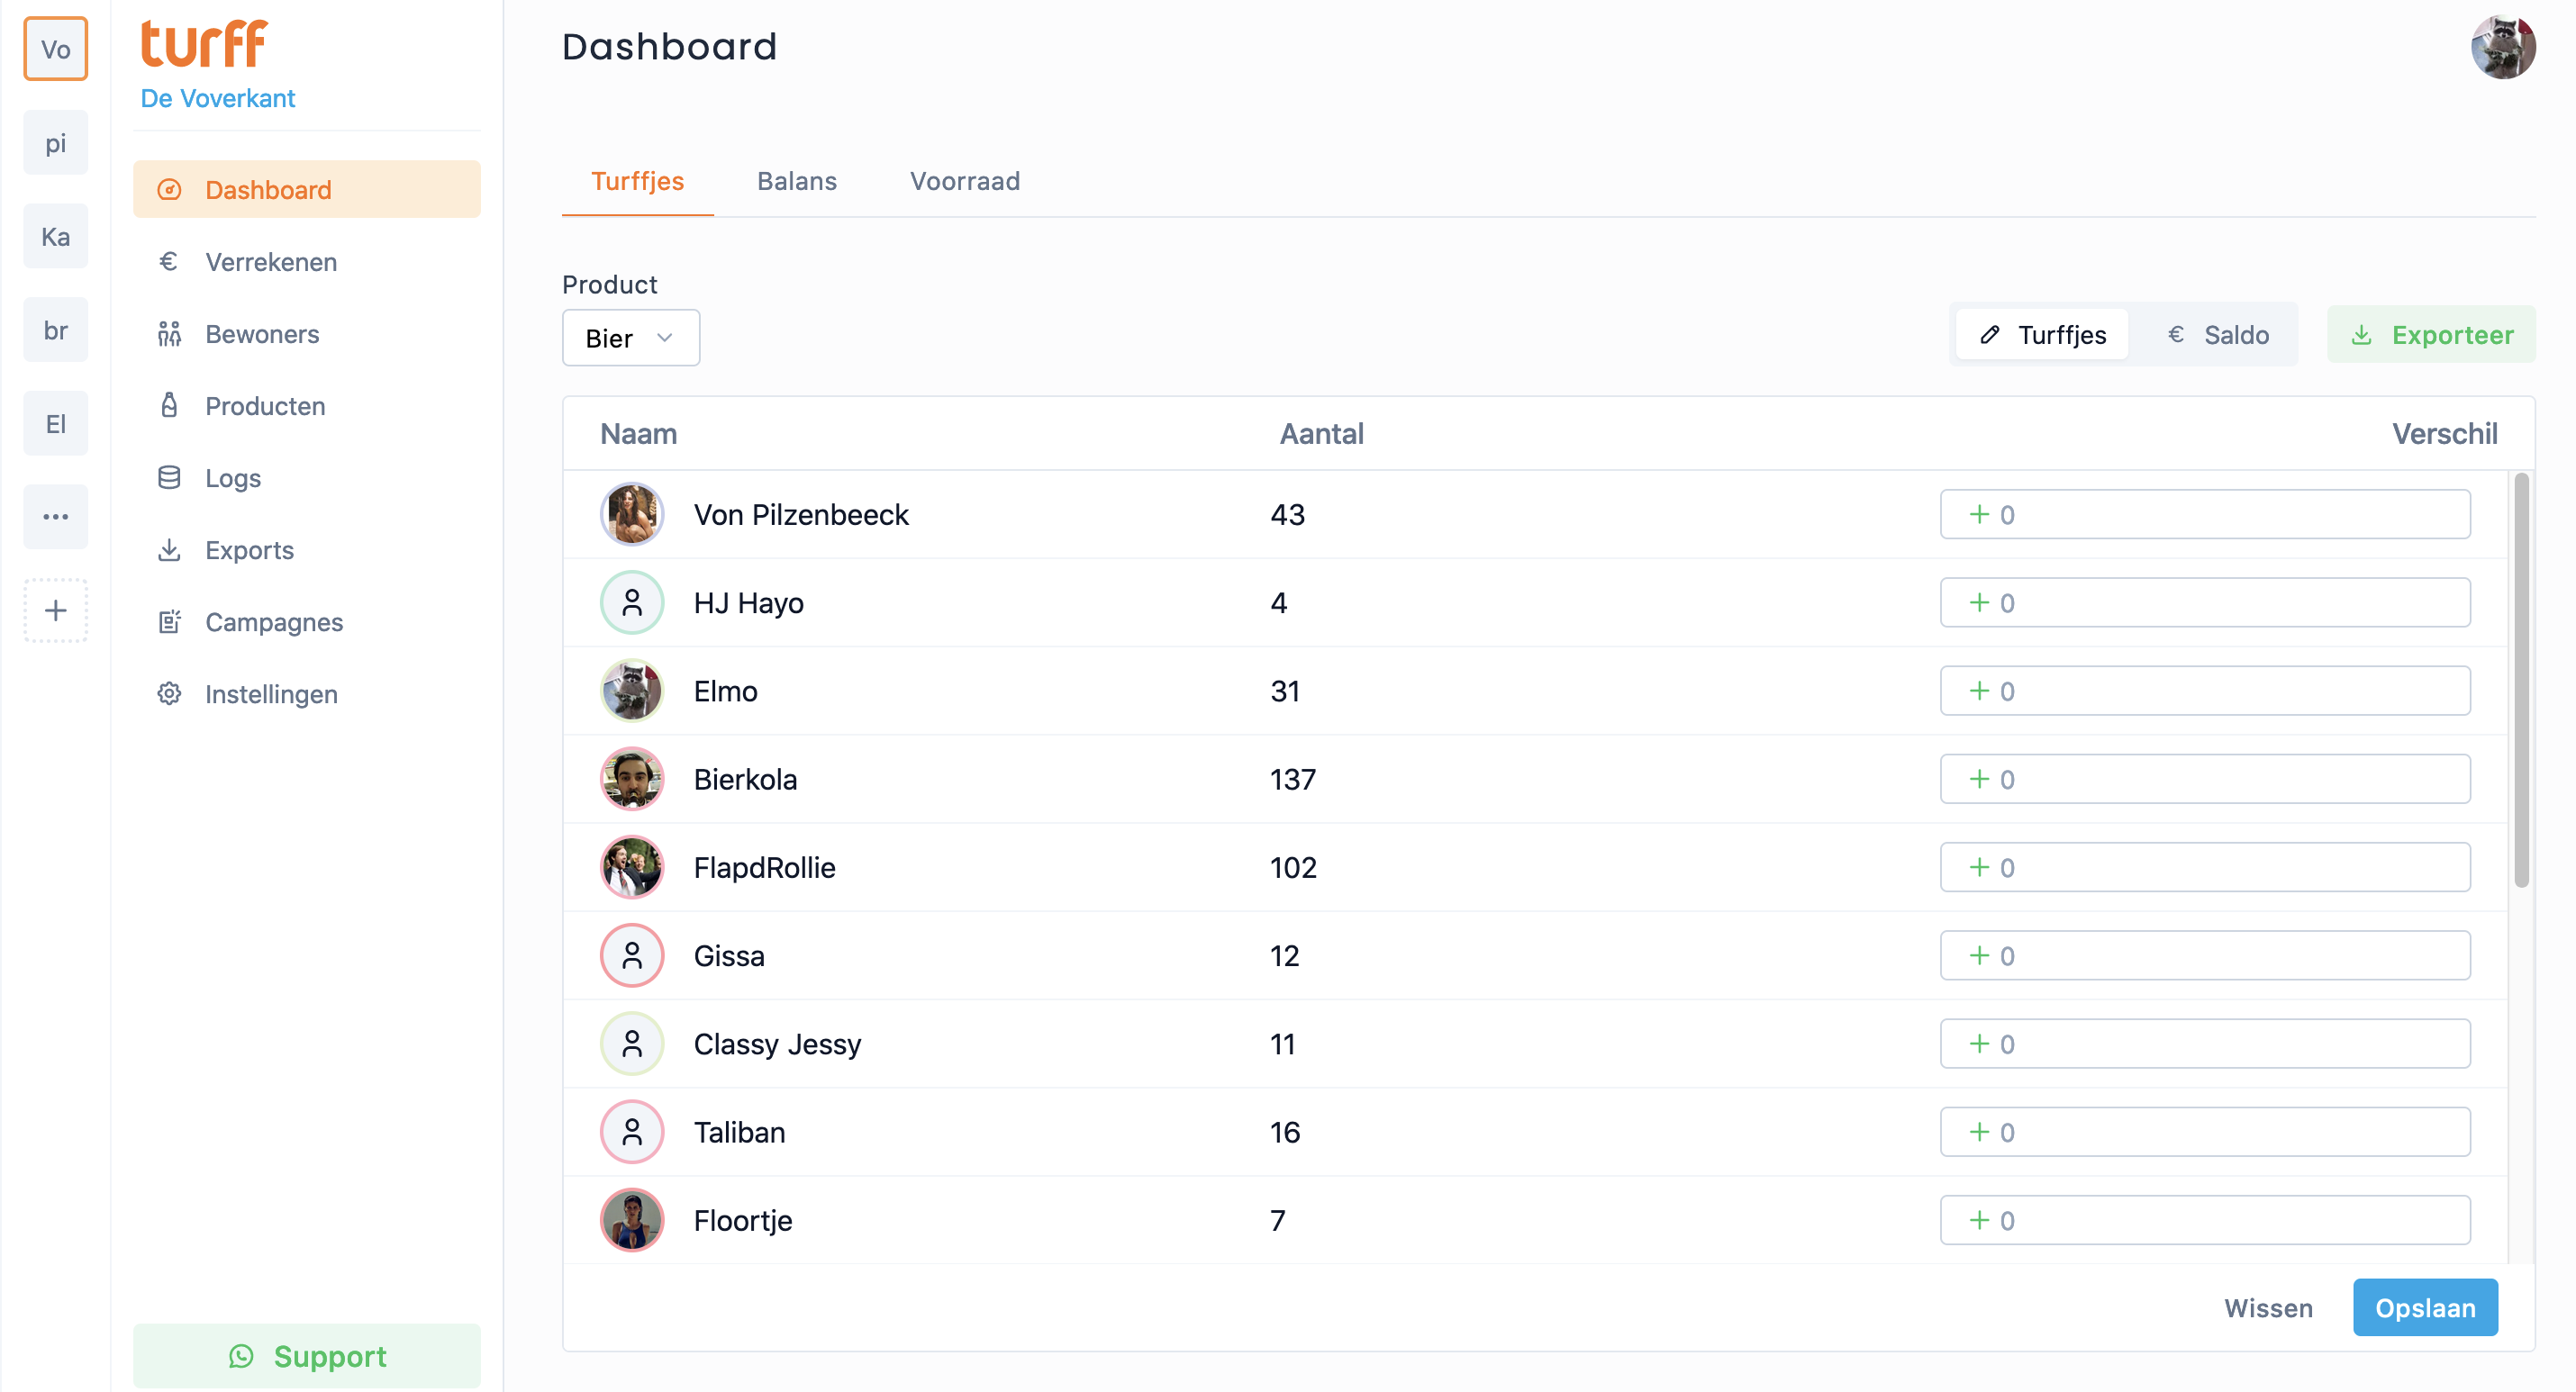 Vo
pi
Ka
br
El
turff
De Voverkant
Dashboard
Verrekenen
Bewoners
Producten
Logs
Exports
Campagnes
Instellingen
Support
Dashboard
Turffjes Balans Voorraad
Product
Bier
Turffjes € Saldo Exporteer
Naam Aantal Verschil
Von Pilzenbeeck 43 + 0
HJ Hayo 4 + 0
Elmo 31 + 0
Bierkola 137 + 0
FlapdRollie 102 + 0
Gissa 12 + 0
Classy Jessy 11 + 0
Taliban 16 + 0
Floortje 7 + 0
Wissen Opslaan